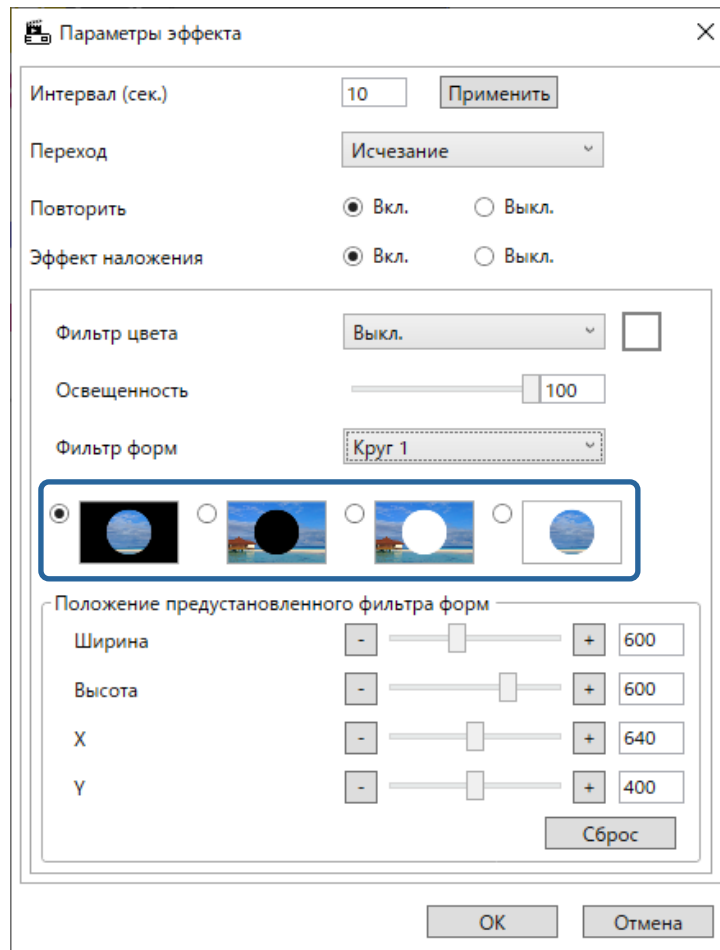 Параметры эффекта
Интервал (сек.) 10 Применить
Переход Исчезание
Повторить Вкл. Выкл.
Эффект наложения Вкл. Выкл.
Фильтр цвета Выкл.
Освещенность 100
Фильтр форм Круг 1
Положение предустановленного фильтра форм
Ширина - + 600
Высота - + 600
X - + 640
Y - + 400
Сброс
OK Отмена